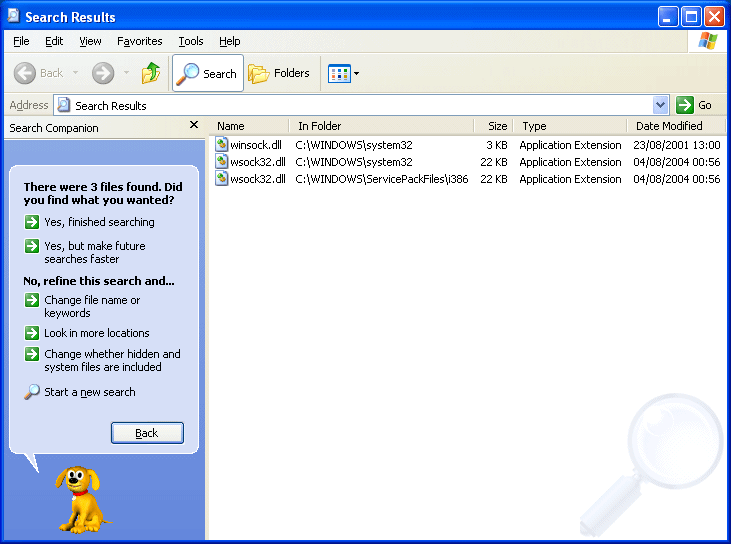 Search Results
File Edit View Favorites Tools Help
Back Search Folders
Address Search Results Go
Search Companion
There were 3 files found. Did
you find what you wanted?
Yes, finished searching
Yes, but make future
searches faster
No, refine this search and...
Change file name or
keywords
Look in more locations
Change whether hidden and
system files are included
Start a new search
Back
Name In Folder Size Type Date Modified
winsock.dll C:\WINDOWS\system32 3 KB Application Extension 23/08/2001 13:00
wsock32.dll C:\WINDOWS\system32 22 KB Application Extension 04/08/2004 00:56
wsock32.dll C:\WINDOWS\ServicePackFiles\i386 22 KB Application Extension 04/08/2004 00:56